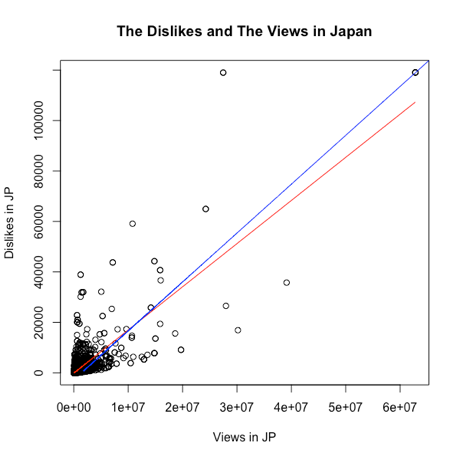 The Dislikes and The Views in Japan
Dislikes in JP
100000
80000
60000
40000
20000
0
0e+00 1e+07 2e+07 3e+07 4e+07 5e+07 6e+07
Views in JP